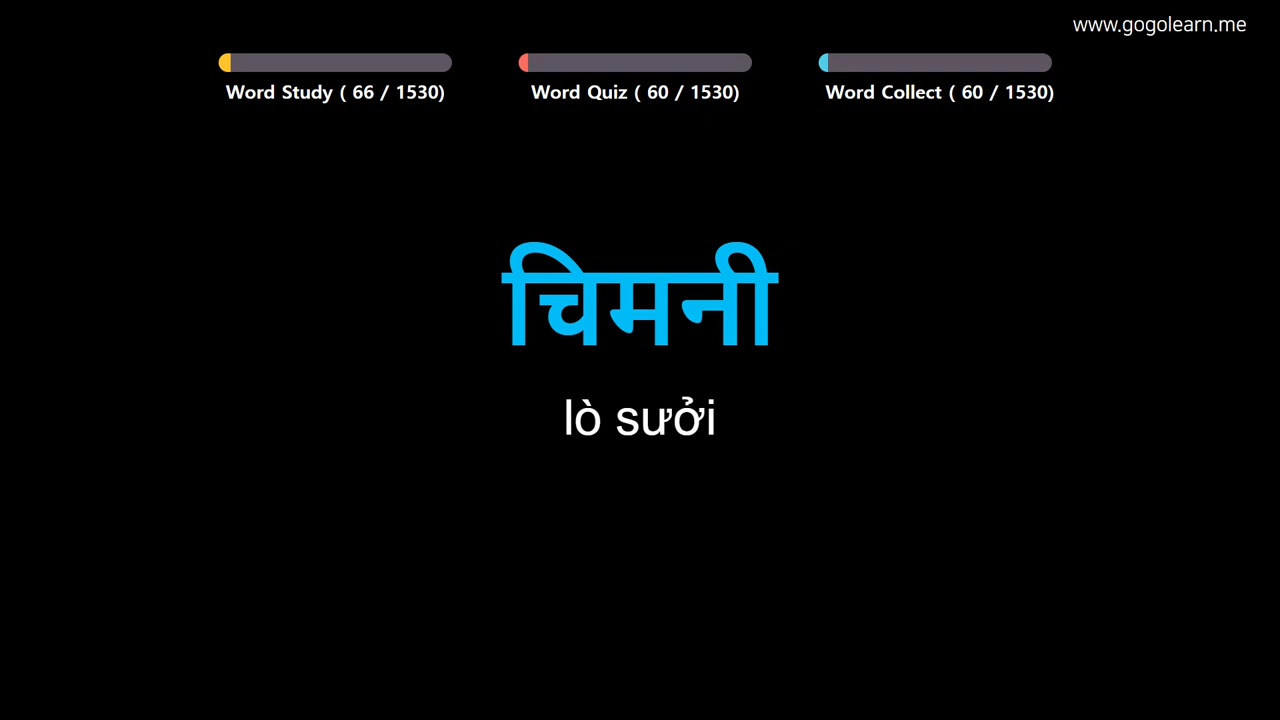 www.gogolearn.me
Word Study ( 66 / 1530)
Word Quiz ( 60 / 1530)
Word Collect ( 60 / 1530)
चिमनी
lò sưởi